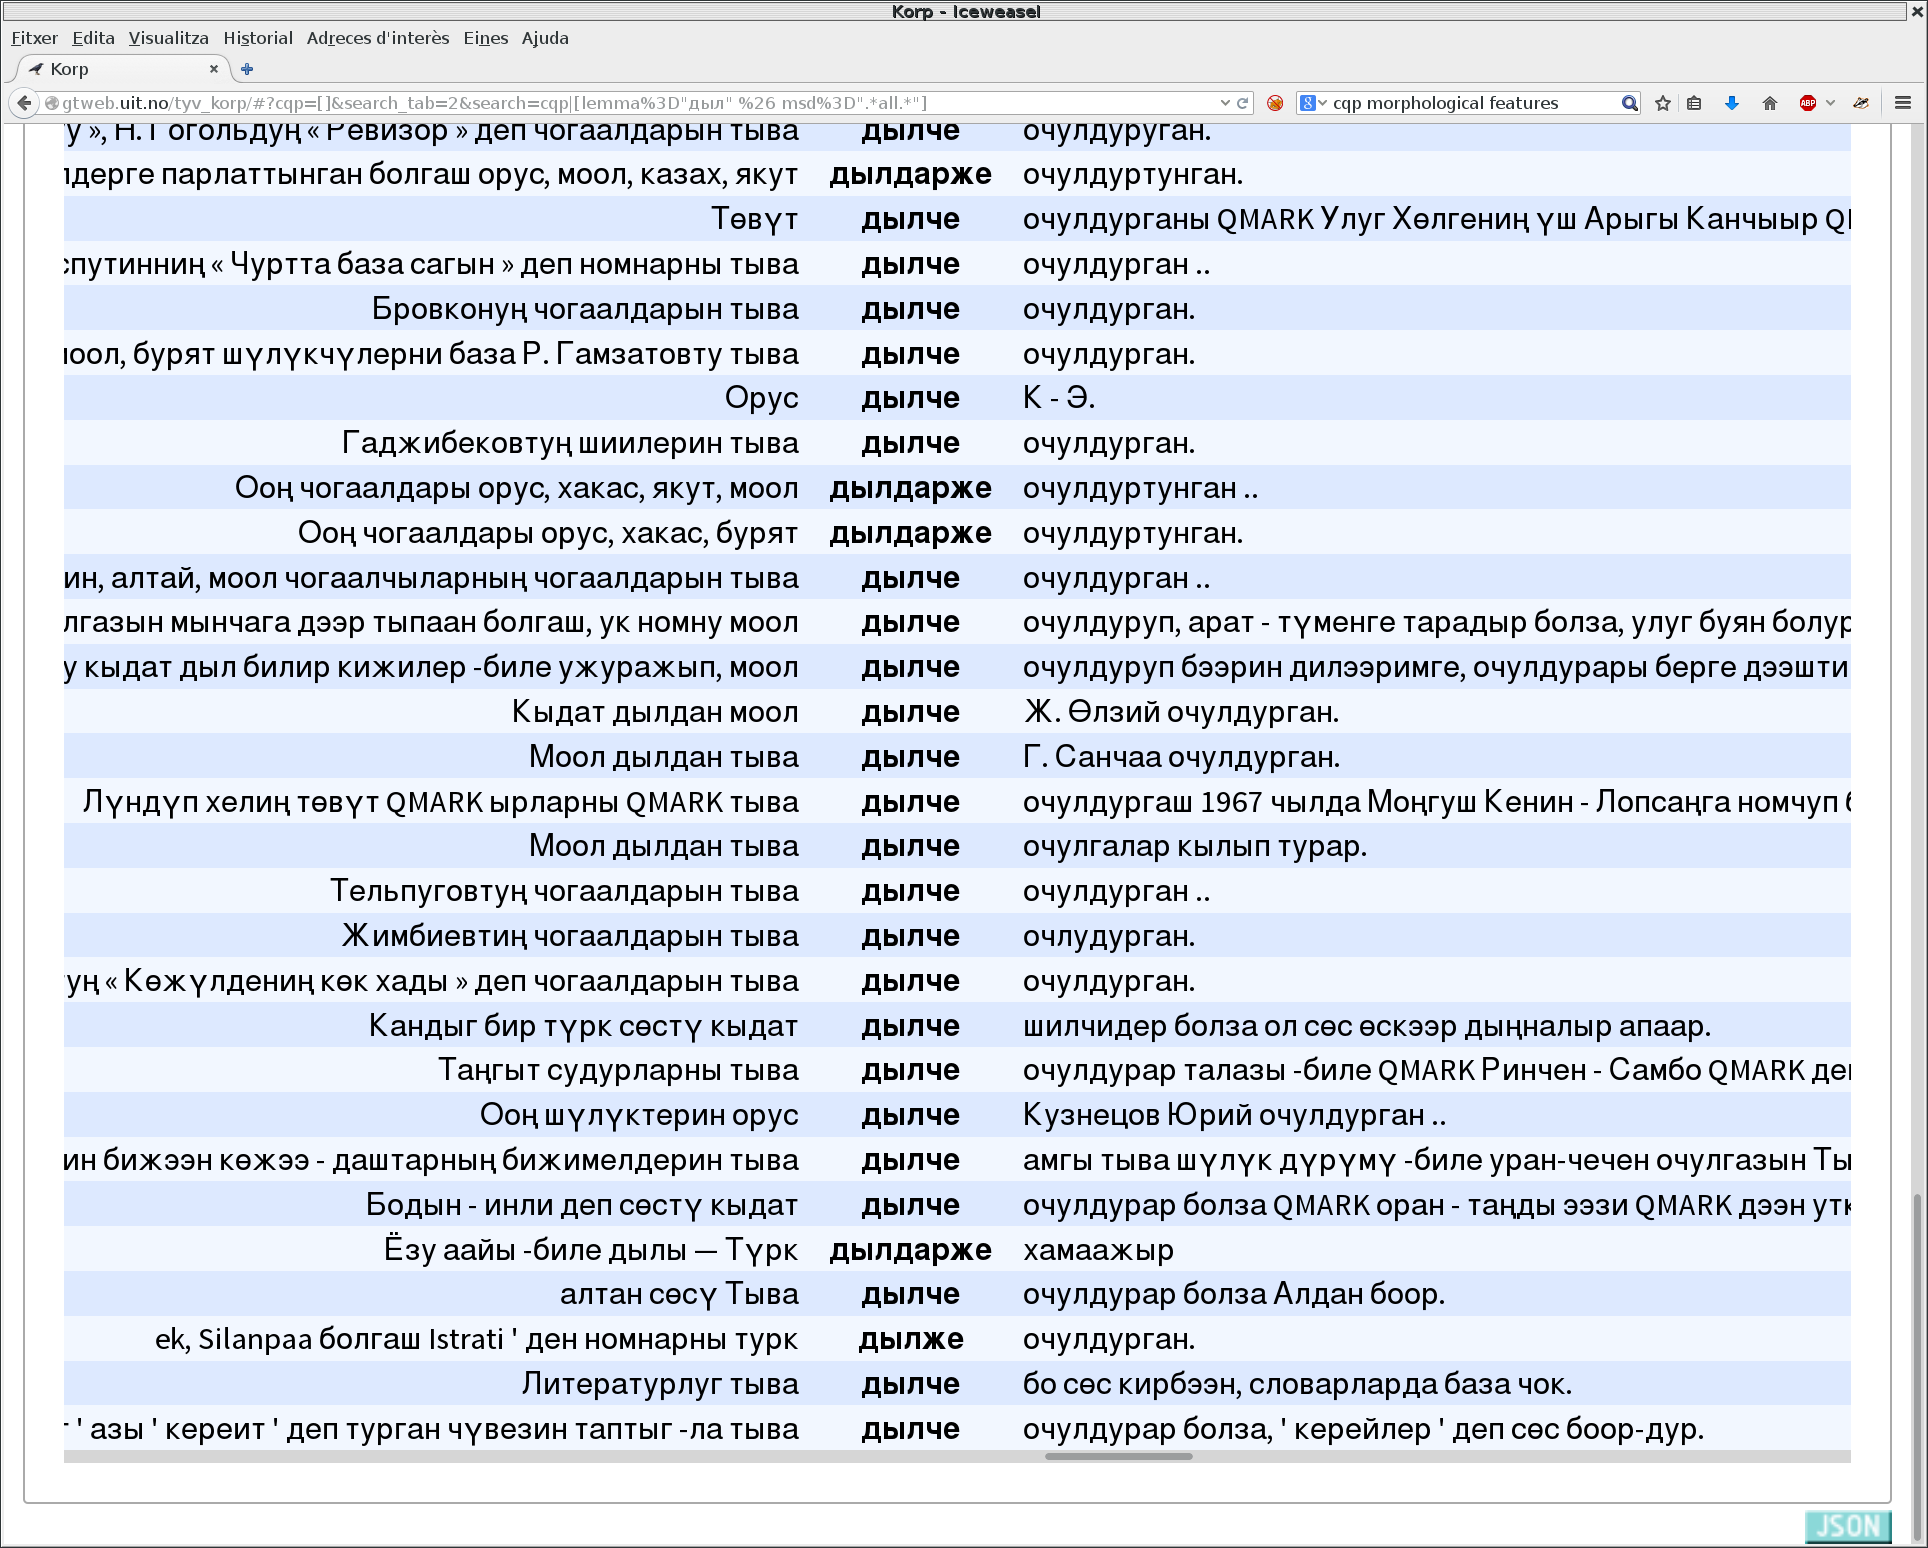 Korp - Iceweasel
Fitxer Edita Visualitza Historial Adreces d'interès Eines Ajuda
Korp
gtweb.uit.no/tyv_korp/#?cqp=[]&search_tab=2&search=cqp|[lemma%3D"дыл" %26 msd%3D".*all.*"] cqp morphological features
у », Н. Гогольдуң « Ревизор » деп чогаалдарын тыва дылче очулдуруган.
лдерге парлаттынган болгаш орус, моол, казах, якут дылдарже очулдуртунган.
Төвүт дылче очулдурганы QMARK Улуг Хөлгениң үш Арыгы Канчыыр
спутинниң « Чуртта база сагын » деп номнарны тыва дылче очулдурган ..
Бровконуң чогаалдарын тыва дылче очулдурган.
моол, бурят шүлүкчүлерни база Р. Гамзатовту тыва дылче очулдурган.
Орус дылче К - Э.
Гаджибековтуң шиилерин тыва дылче очулдурган.
Ооң чогаалдары орус, хакас, якут, моол дылдарже очулдуртунган ..
Ооң чогаалдары орус, хакас, бурят дылдарже очулдуртунган.
ин, алтай, моол чогаалчыларның чогаалдарын тыва дылче очулдурган ..
лгазын мынчага дээр тыпаан болгаш, ук номну моол дылче очулдуруп, арат - түменге тарадыр болза, улуг буян болур
у кыдат дыл билир кижилер -биле ужуражып, моол дылче очулдуруп бээрин дилээримге, очулдурары берге дээшти
Кыдат дылдан моол дылче Ж. Өлзий очулдурган.
Моол дылдан тыва дылче Г. Санчаа очулдурган.
Лүндүп хелиң төвүт QMARK ырларны QMARK тыва дылче очулдургаш 1967 чылда Моңгуш Кенин - Лопсаңга номчуп
Моол дылдан тыва дылче очулгалар кылып турар.
Тельпуговтуң чогаалдарын тыва дылче очулдурган ..
Жимбиевтиң чогаалдарын тыва дылче очлудурган.
уң « Көжүлдениң көк хады » деп чогаалдарын тыва дылче очулдурган.
Кандыг бир түрк сөстү кыдат дылче шилчидер болза ол сөс өскээр дыңналыр апаар.
Таңгыт судурларны тыва дылче очулдурар талазы -биле QMARK Ринчен - Самбо QMARK деп
Ооң шүлүктерин орус дылче Кузнецов Юрий очулдурган ..
ин бижээн көжээ - даштарның бижимелдерин тыва дылче амгы тыва шүлүк дүрүмү -биле уран-чечен очулгазын Ты
Бодын - инли деп сөстү кыдат дылче очулдурар болза QMARK оран - таңды ээзи QMARK дээн утк
Ёзу аайы -биле дылы — Түрк дылдарже хамаажыр
алтан сөсү Тыва дылче очулдурар болза Алдан боор.
ek, Silanpaa болгаш Istrati ' ден номнарны турк дылже очулдурган.
Литературлуг тыва дылче бо сөс кирбээн, словарларда база чок.
' азы ' кереит ' деп турган чүвезин таптыг -ла тыва дылче очулдурар болза, ' керейлер ' деп сөс боор-дур.
JSON